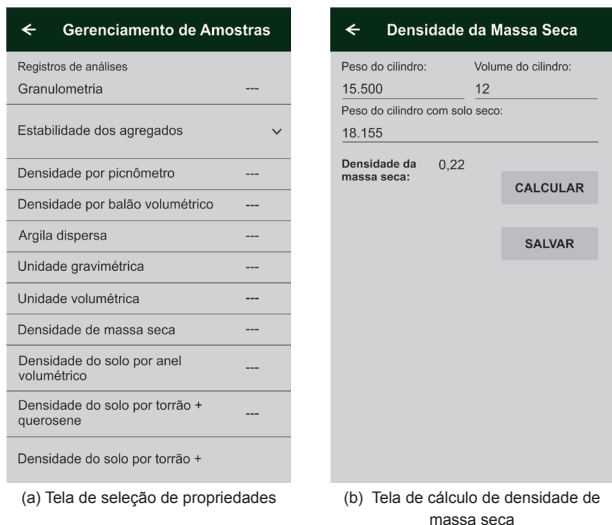 Gerenciamento de Amostras
Registros de análises
Granulometria ---
Estabilidade dos agregados
Densidade por picnômetro ---
Densidade por balão volumétrico ---
Argila dispersa ---
Unidade gravimétrica ---
Unidade volumétrica ---
Densidade de massa seca ---
Densidade do solo por anel
volumétrico ---
Densidade do solo por torrão +
querosene ---
Densidade do solo por torrão +
(a) Tela de seleção de propriedades
Densidade da Massa Seca
Peso do cilindro: Volume do cilindro:
15.500 12
Peso do cilindro com solo seco:
18.155
Densidade da
massa seca: 0,22
CALCULAR
SALVAR
(b) Tela de cálculo de densidade de
massa seca